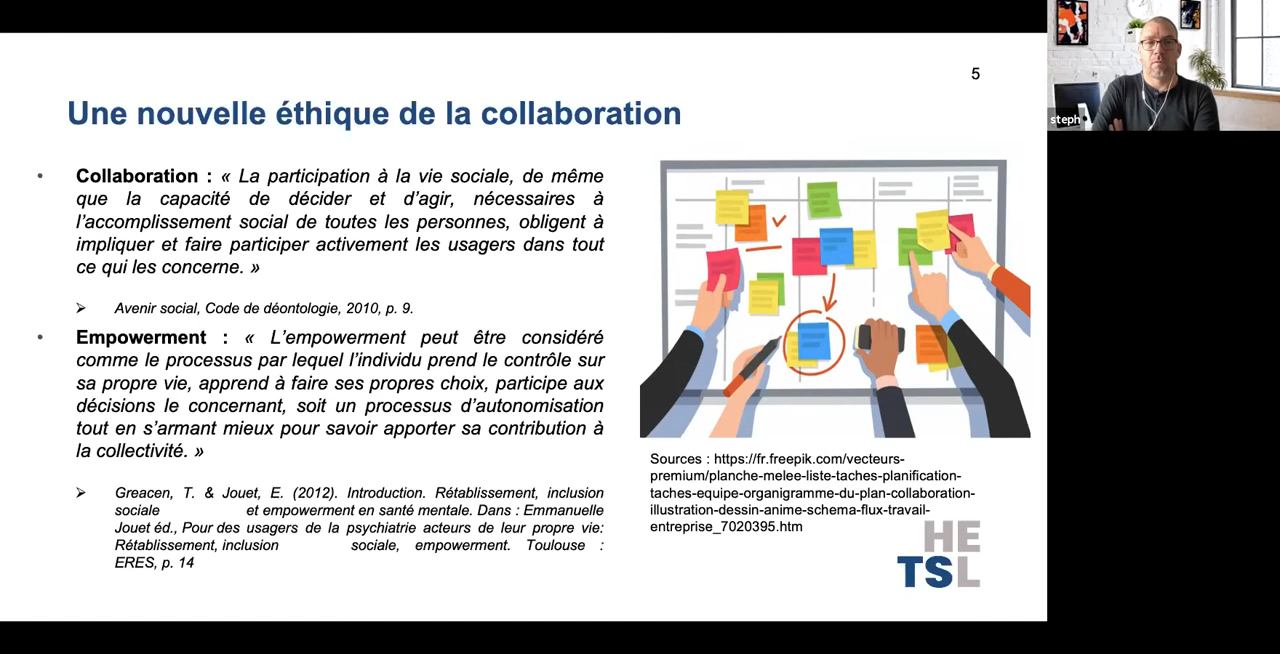 5
Une nouvelle éthique de la collaboration
• Collaboration : « La participation à la vie sociale, de même
que la capacité de décider et d’agir, nécessaires à
l’accomplissement social de toutes les personnes, obligent à
impliquer et faire participer activement les usagers dans tout
ce qui les concerne. »
➢ Avenir social, Code de déontologie, 2010, p. 9.
• Empowerment : « L’empowerment peut être considéré
comme le processus par lequel l’individu prend le contrôle sur
sa propre vie, apprend à faire ses propres choix, participe aux
décisions le concernant, soit un processus d’autonomisation
tout en s’armant mieux pour savoir apporter sa contribution à
la collectivité. »
➢ Greacen, T. & Jouet, E. (2012). Introduction. Rétablissement, inclusion
sociale et empowerment en santé mentale. Dans : Emmanuelle
Jouet éd., Pour des usagers de la psychiatrie acteurs de leur propre vie:
Rétablissement, inclusion sociale, empowerment. Toulouse :
ERES, p. 14
Sources : https://fr.freepik.com/vecteurs-
premium/planche-melee-liste-taches-planification-
taches-equipe-organigramme-du-plan-collaboration-
illustration-dessin-anime-schema-flux-travail-
entreprise_7020395.htm
HE
TSL
steph